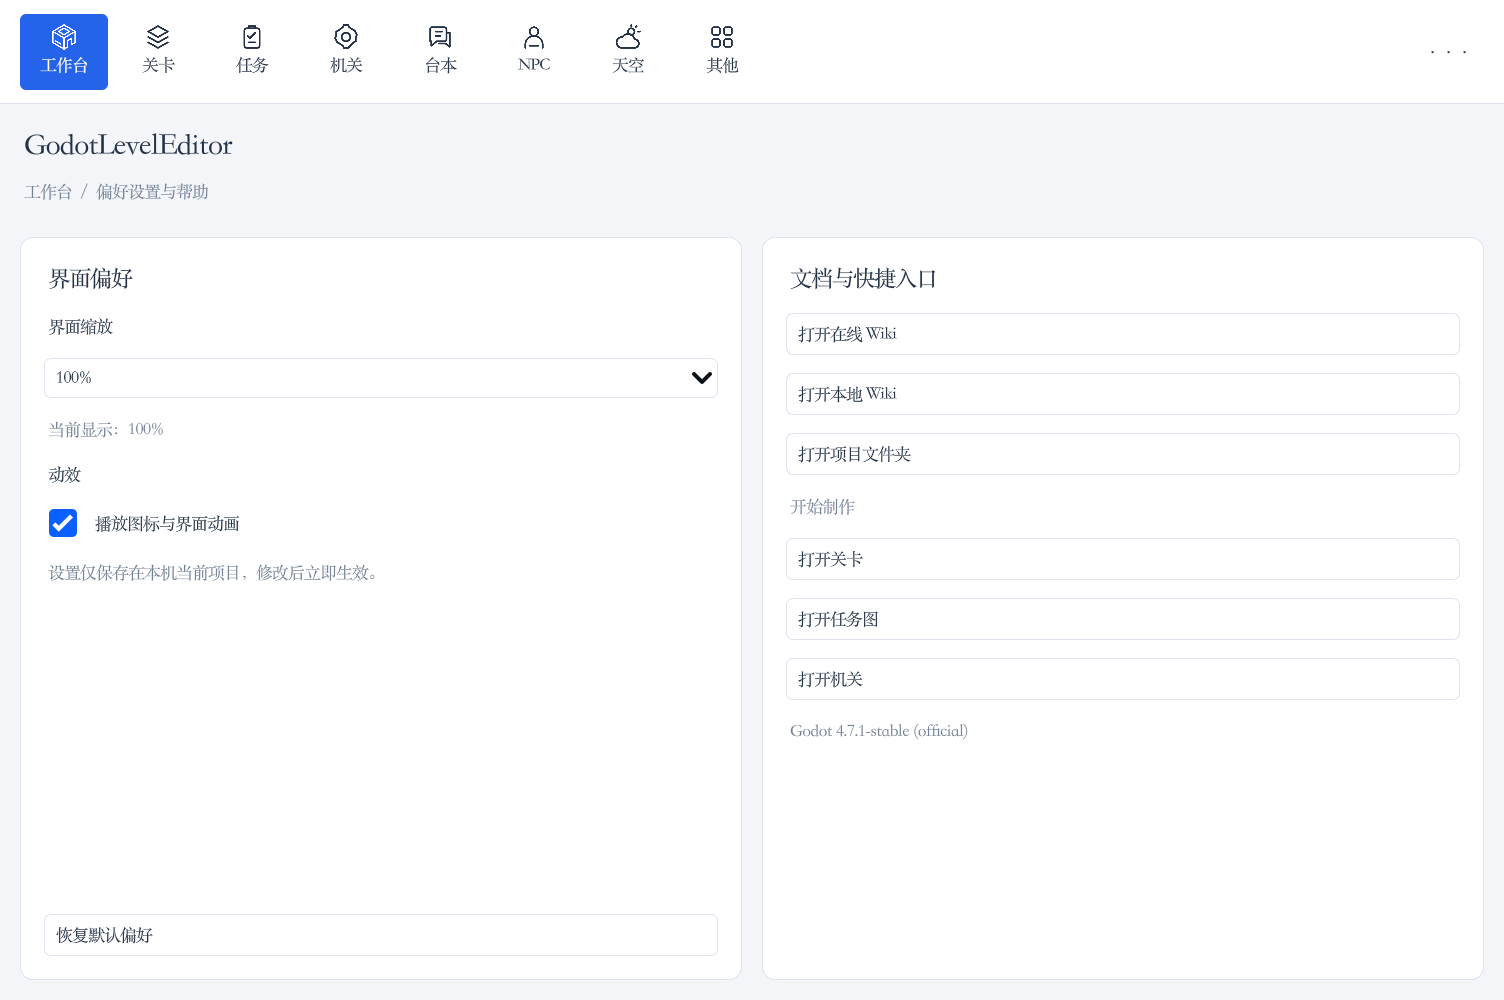 工作台
关卡
任务
机关
台本
NPC
天空
其他
. . .
GodotLevelEditor
工作台 / 偏好设置与帮助
界面偏好
界面缩放
100%
当前显示：100%
动效
播放图标与界面动画
设置仅保存在本机当前项目，修改后立即生效。
恢复默认偏好
文档与快捷入口
打开在线 Wiki
打开本地 Wiki
打开项目文件夹
开始制作
打开关卡
打开任务图
打开机关
Godot 4.7.1-stable (official)